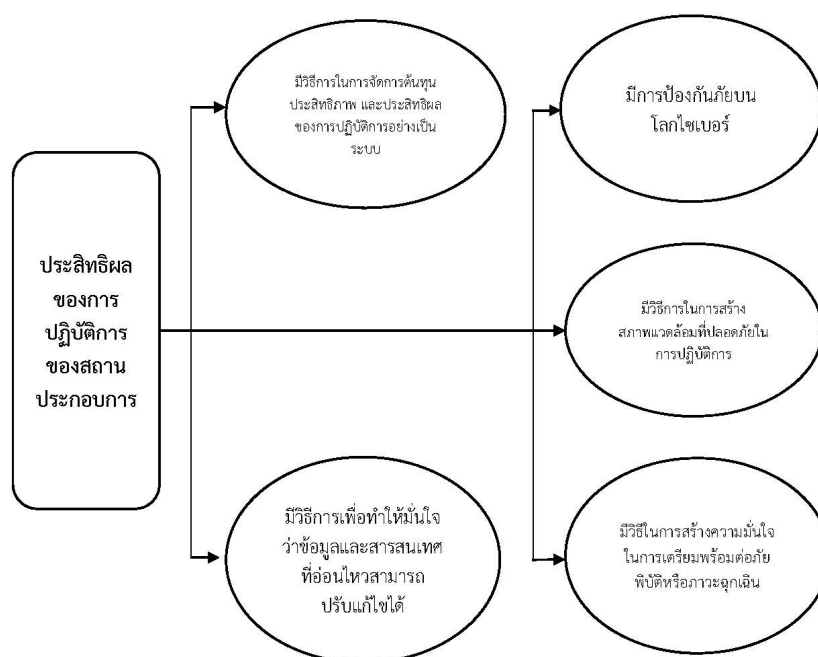 ประสิทธิผล
ของการ
ปฏิบัติการ
ของสถาน
ประกอบการ
มีวิธีการในการจัดการต้นทุน
ประสิทธิภาพ และประสิทธิผล
ของการปฏิบัติการอย่างเป็น
ระบบ
มีวิธีการเพื่อทำให้มั่นใจ
ว่าข้อมูลและสารสนเทศ
ที่อ่อนไหวสามารถ
ปรับแก้ไขได้
มีการป้องกันภัยบน
โลกไซเบอร์
มีวิธีการในการสร้าง
สภาพแวดล้อมที่ปลอดภัยใน
การปฏิบัติการ
มีวิธีในการสร้างความมั่นใจ
ในการเตรียมพร้อมต่อภัย
พิบัติหรือภาวะฉุกเฉิน